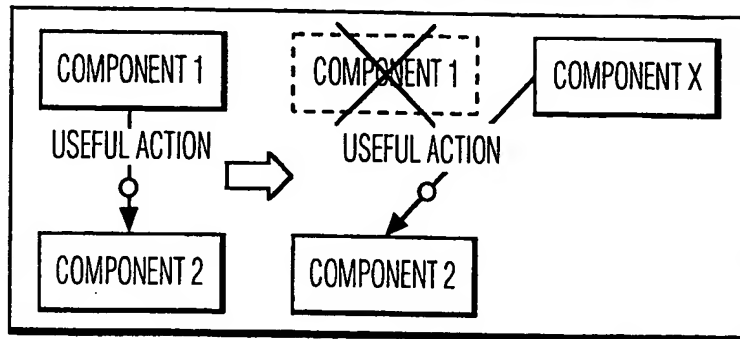 COMPONENT 1
USEFUL ACTION
COMPONENT 2
COMPONENT 1
COMPONENT X
USEFUL ACTION
COMPONENT 2